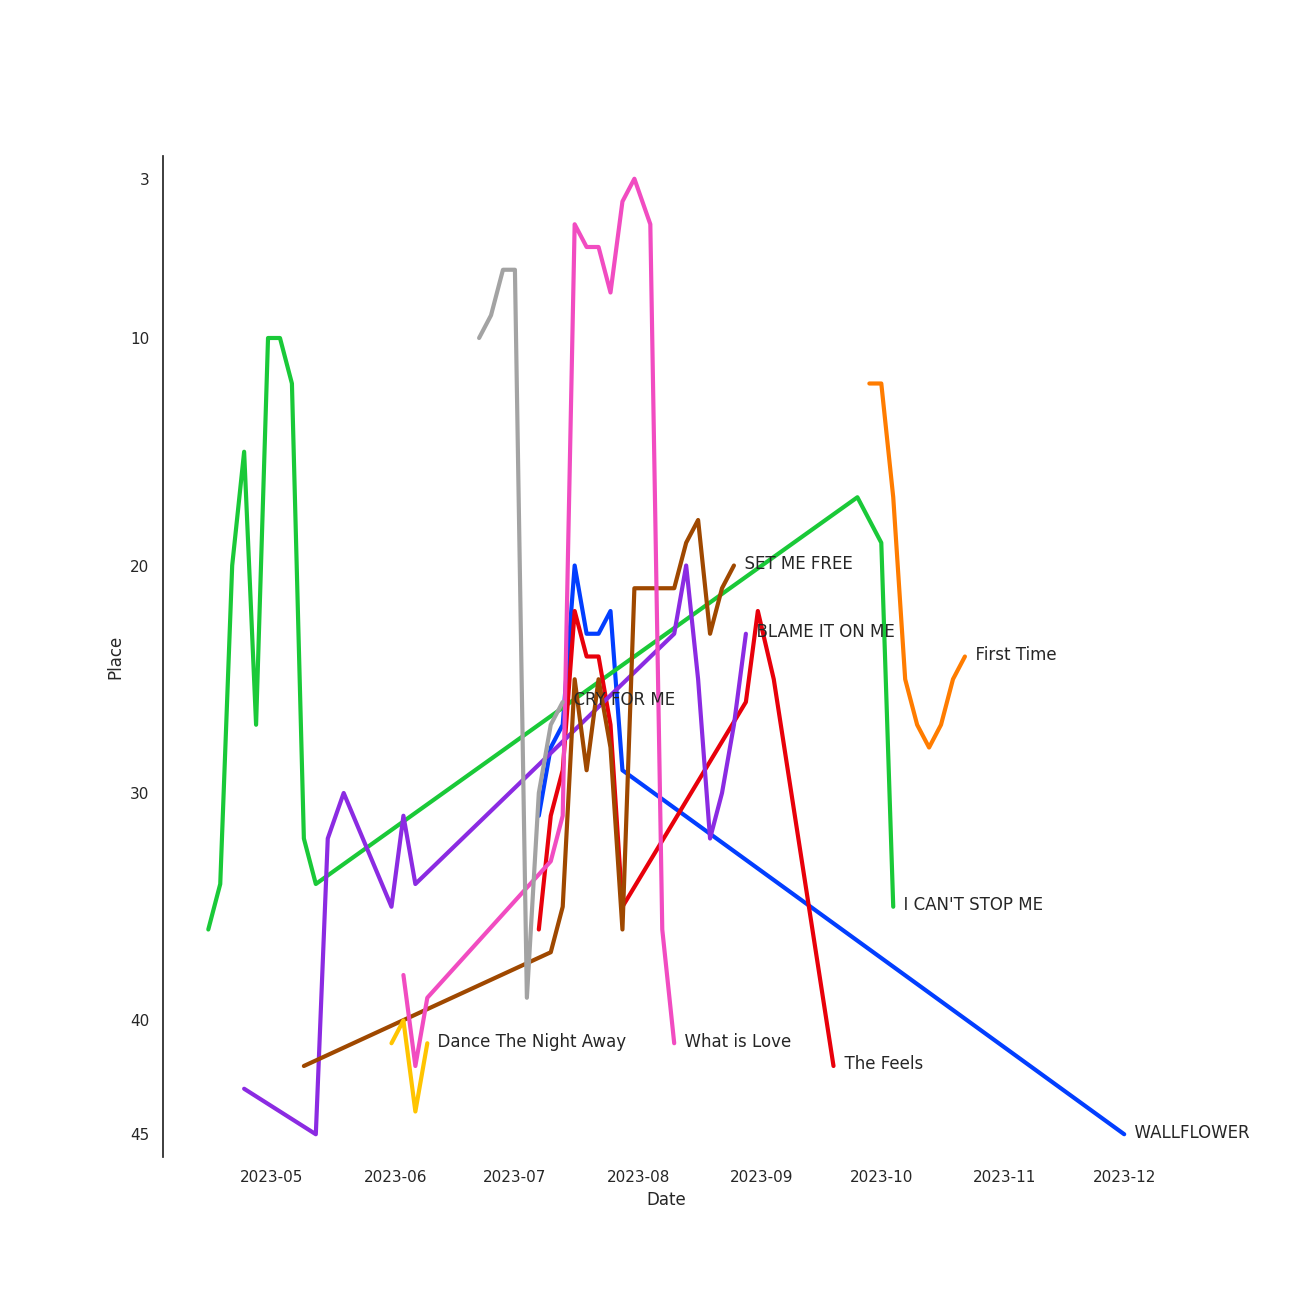 3
10
20
30
40
45
Place
SET ME FREE
BLAME IT ON ME
First Time
CRY FOR ME
I CAN'T STOP ME
Dance The Night Away
What is Love
The Feels
WALLFLOWER
2023-05
2023-06
2023-07
2023-08
2023-09
2023-10
2023-11
2023-12
Date